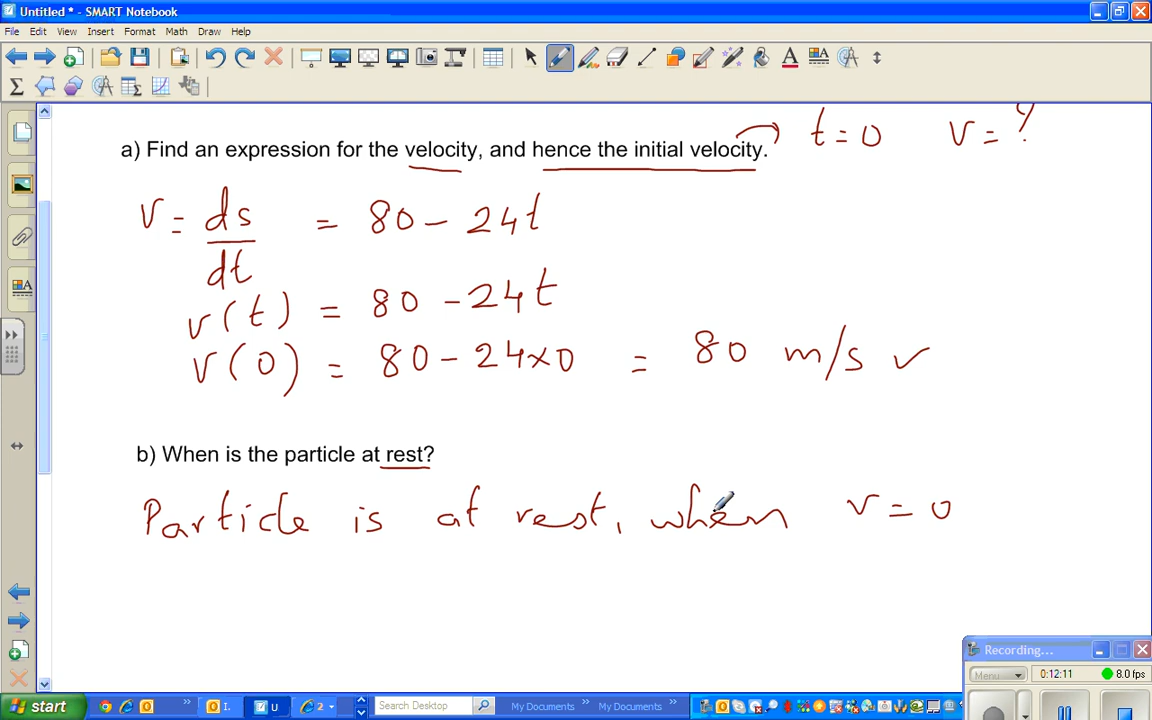 Untitled * - SMART Notebook
File Edit View Insert Format Math Draw Help
t = 0 v = ?
a) Find an expression for the velocity, and hence the initial velocity.
v = ds/dt = 80 - 24t
v(t) = 80 - 24t
v(0) = 80 - 24×0 = 80 m/s ✓
b) When is the particle at rest?
Particle is at rest, when v = 0
Recording...
Menu 0:12:11 8.0 fps
start I. U 2 Search Desktop My Documents » My Computer »